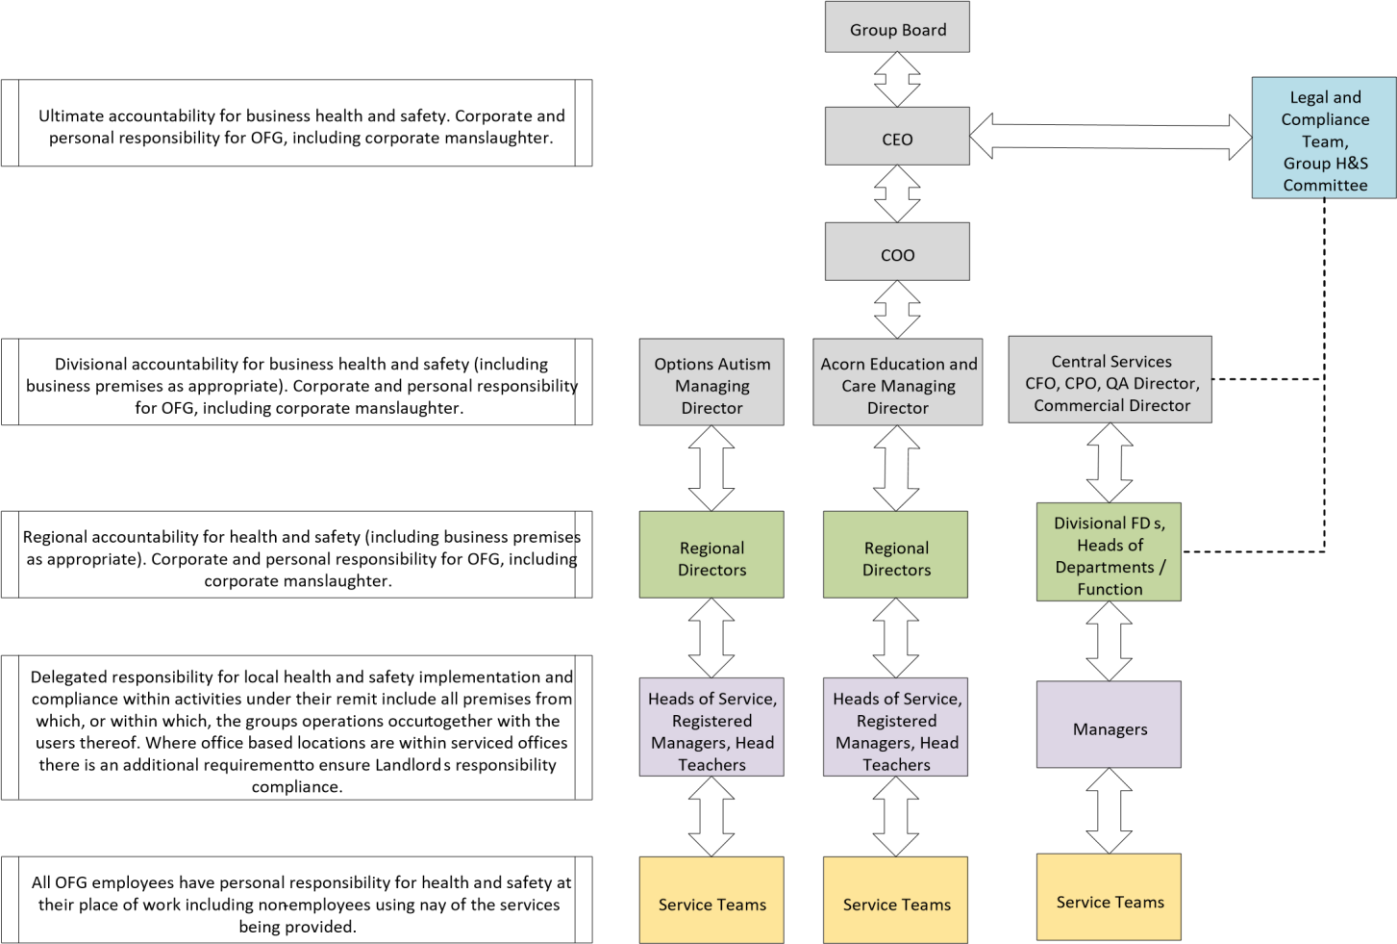 Group Board
Ultimate accountability for business health and safety. Corporate and
personal responsibility for OFG, including corporate manslaughter.
CEO
Legal and
Compliance
Team,
Group H&S
Committee
COO
Divisional accountability for business health and safety (including
business premises as appropriate). Corporate and personal responsibility
for OFG, including corporate manslaughter.
Options Autism
Managing
Director
Acorn Education and
Care Managing
Director
Central Services
CFO, CPO, QA Director,
Commercial Director
Regional accountability for health and safety (including business premises
as appropriate). Corporate and personal responsibility for OFG, including
corporate manslaughter.
Regional
Directors
Regional
Directors
Divisional FD s,
Heads of
Departments /
Function
Delegated responsibility for local health and safety implementation and
compliance within activities under their remit include all premises from
which, or within which, the groups operations occurtogether with the
users thereof. Where office based locations are within serviced offices
there is an additional requirementto ensure Landlord s responsibility
compliance.
Heads of Service,
Registered
Managers, Head
Teachers
Heads of Service,
Registered
Managers, Head
Teachers
Managers
All OFG employees have personal responsibility for health and safety at
their place of work including non-employees using nay of the services
being provided.
Service Teams
Service Teams
Service Teams